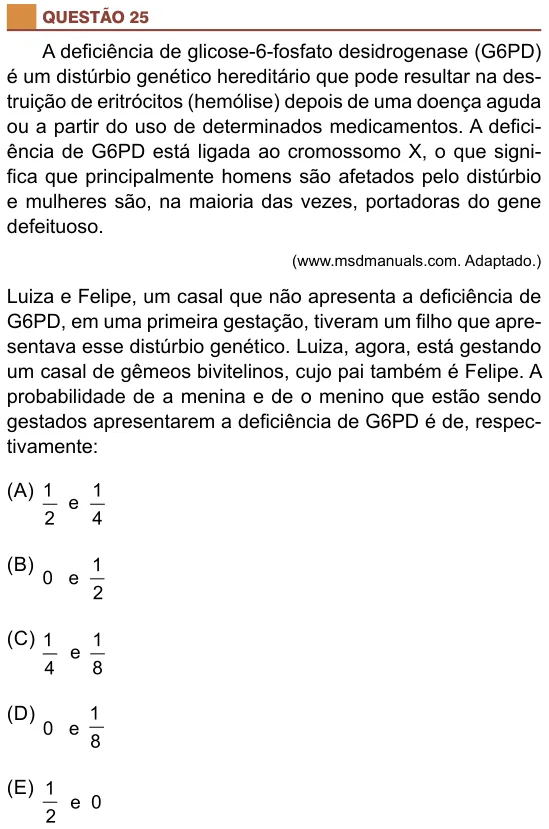 QUESTÃO 25
A deficiência de glicose-6-fosfato desidrogenase (G6PD)
é um distúrbio genético hereditário que pode resultar na des-
truição de eritrócitos (hemólise) depois de uma doença aguda
ou a partir do uso de determinados medicamentos. A defici-
ência de G6PD está ligada ao cromossomo X, o que signi-
fica que principalmente homens são afetados pelo distúrbio
e mulheres são, na maioria das vezes, portadoras do gene
defeituoso.
(www.msdmanuals.com. Adaptado.)
Luiza e Felipe, um casal que não apresenta a deficiência de
G6PD, em uma primeira gestação, tiveram um filho que apre-
sentava esse distúrbio genético. Luiza, agora, está gestando
um casal de gêmeos bivitelinos, cujo pai também é Felipe. A
probabilidade de a menina e de o menino que estão sendo
gestados apresentarem a deficiência de G6PD é de, respec-
tivamente:
(A) 1/2 e 1/4
(B) 0 e 1/2
(C) 1/4 e 1/8
(D) 0 e 1/8
(E) 1/2 e 0